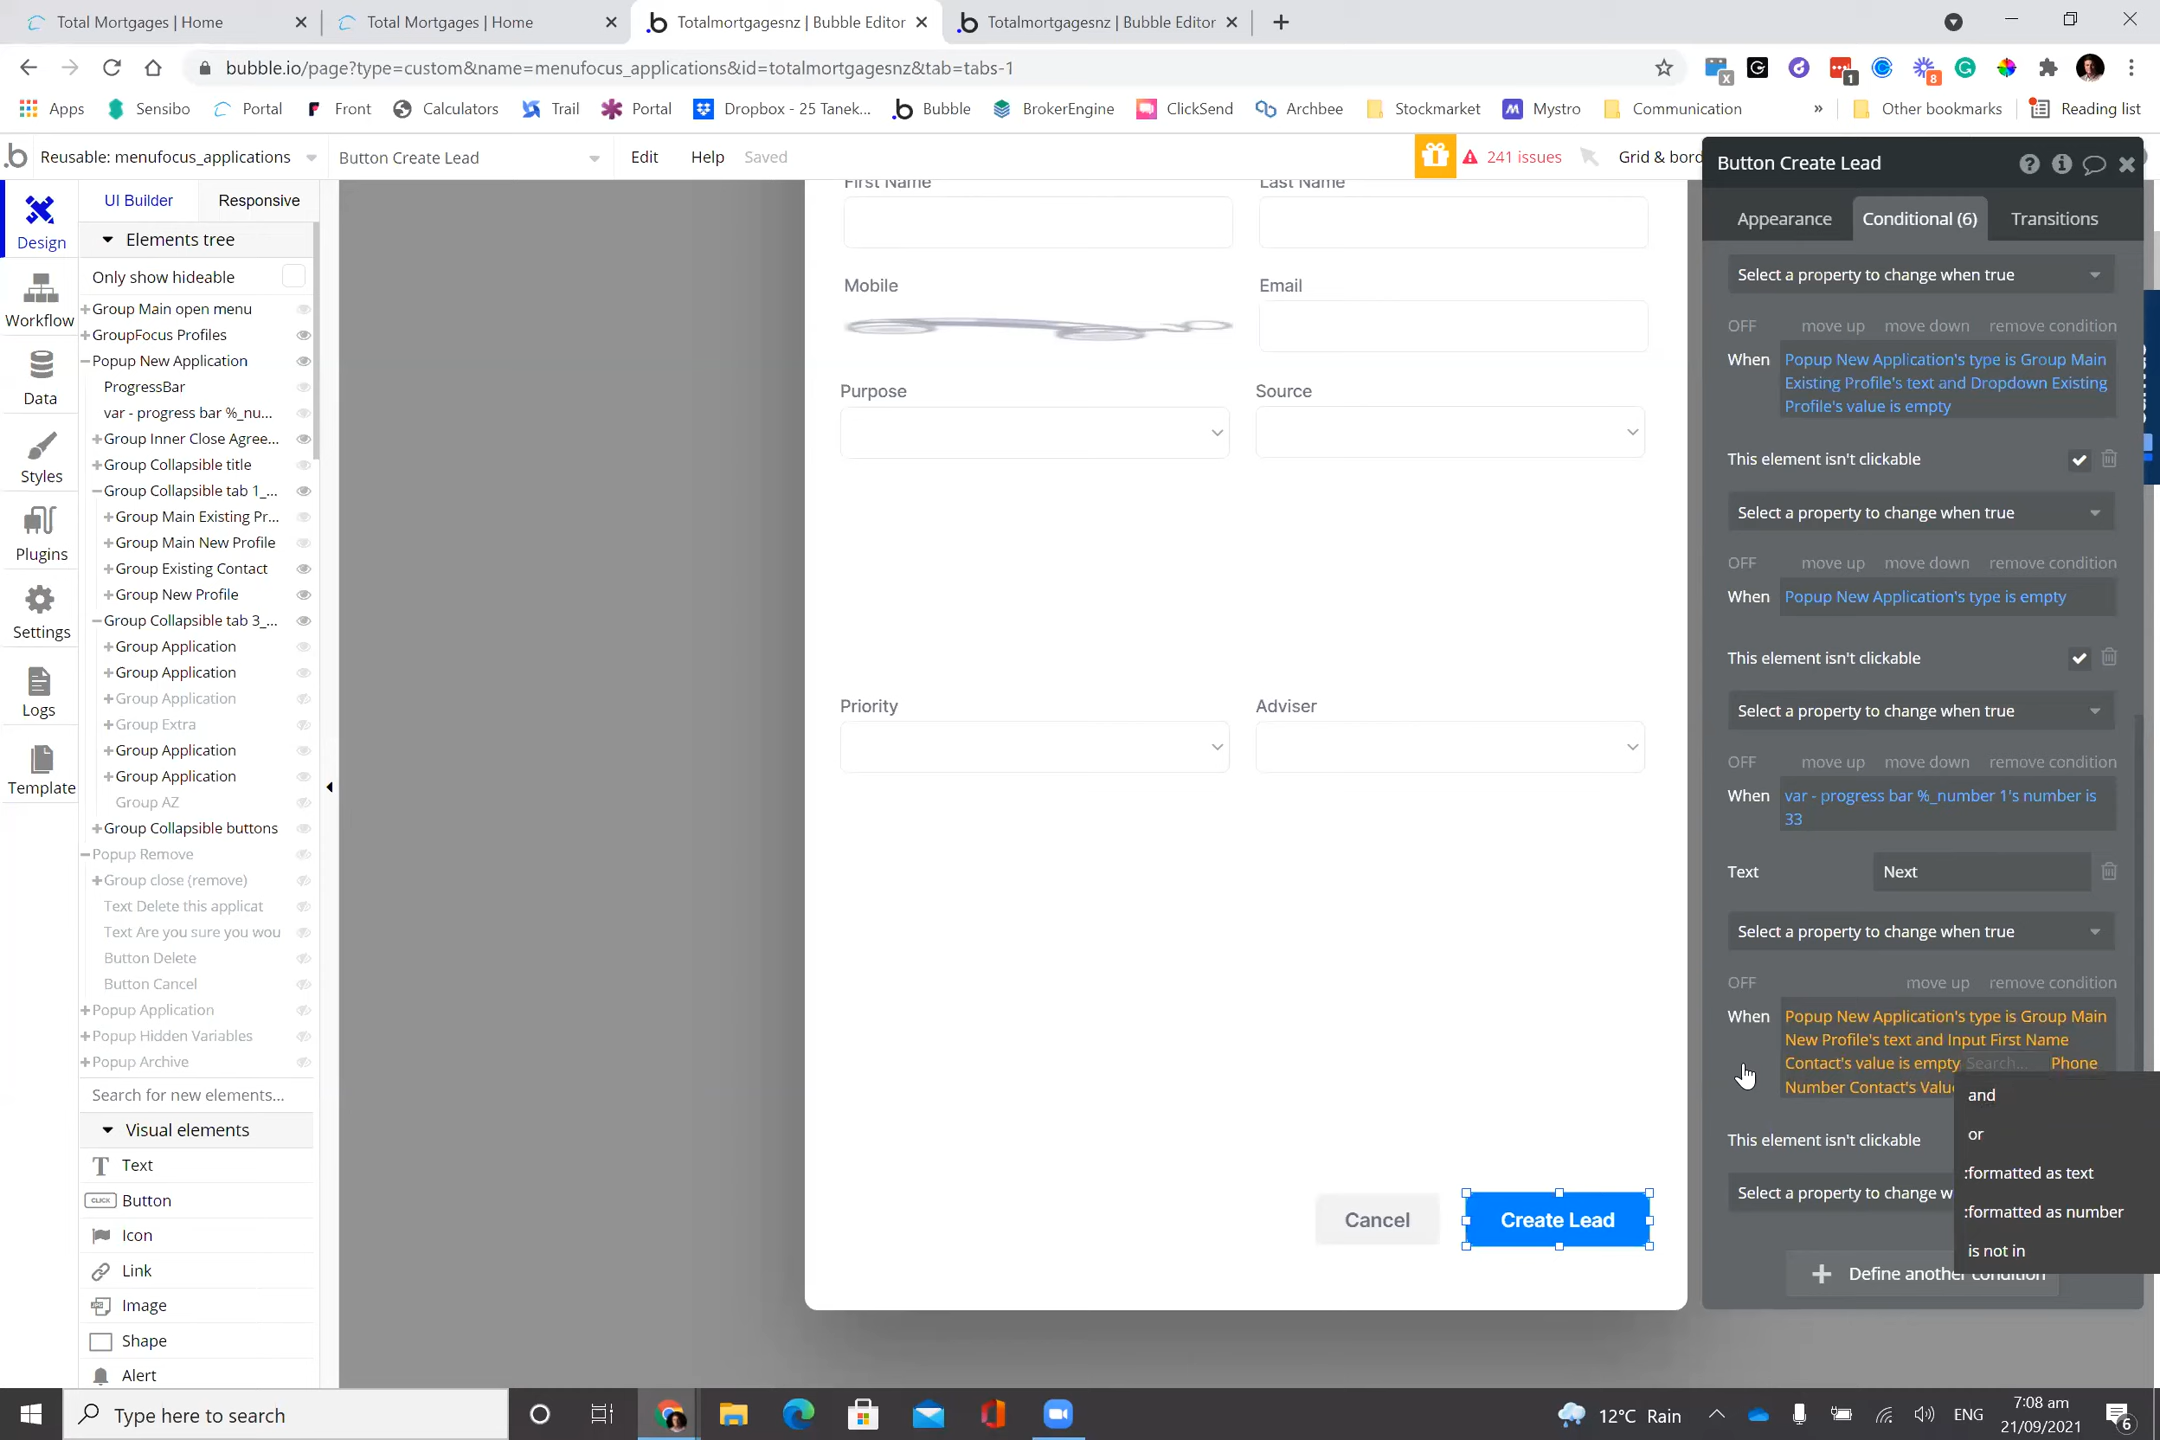 Total Mortgages | Home
Total Mortgages | Home
Totalmortgagesnz | Bubble Editor
Totalmortgagesnz | Bubble Editor
bubble.io/page?type=custom&name=menufocus_applications&id=totalmortgagesnz&tab=tabs-1
X
1
8
Apps
Sensibo
Portal
Front
Calculators
Trail
Portal
Dropbox - 25 Tanek...
Bubble
BrokerEngine
ClickSend
Archbee
Stockmarket
Mystro
Communication
»
Other bookmarks
Reading list
Reusable: menufocus_applications
Button Create Lead
Edit
Help
Saved
241 issues
Grid & bord
Design
Workflow
Data
Styles
Plugins
Settings
Logs
Template
UI Builder
Responsive
Elements tree
Only show hideable
Group Main open menu
GroupFocus Profiles
Popup New Application
ProgressBar
var - progress bar %_nu...
Group Inner Close Agree...
Group Collapsible title
Group Collapsible tab 1_...
Group Main Existing Pr...
Group Main New Profile
Group Existing Contact
Group New Profile
Group Collapsible tab 3_...
Group Application
Group Application
Group Application
Group Extra
Group Application
Group Application
Group AZ
Group Collapsible buttons
Popup Remove
Group close (remove)
Text Delete this applicat
Text Are you sure you wou
Button Delete
Button Cancel
Popup Application
Popup Hidden Variables
Popup Archive
Search for new elements...
Visual elements
Text
CLICK Button
Icon
Link
Image
Shape
Alert
First Name
Last Name
Mobile
Email
Purpose
Source
Priority
Adviser
Cancel
Create Lead
Button Create Lead
Appearance
Conditional (6)
Transitions
Select a property to change when true
OFF move up move down remove condition
When Popup New Application's type is Group Main
Existing Profile's text and Dropdown Existing
Profile's value is empty
This element isn't clickable
Select a property to change when true
OFF move up move down remove condition
When Popup New Application's type is empty
This element isn't clickable
Select a property to change when true
OFF move up move down remove condition
When var - progress bar %_number 1's number is
33
Text Next
Select a property to change when true
OFF move up remove condition
When Popup New Application's type is Group Main
New Profile's text and Input First Name
Contact's value is empty Search... Phone
Number Contact's Value
and
or
:formatted as text
:formatted as number
is not in
This element isn't clickable
Select a property to change w
Define another condition
Type here to search
12°C Rain
ENG
7:08 am
21/09/2021
6